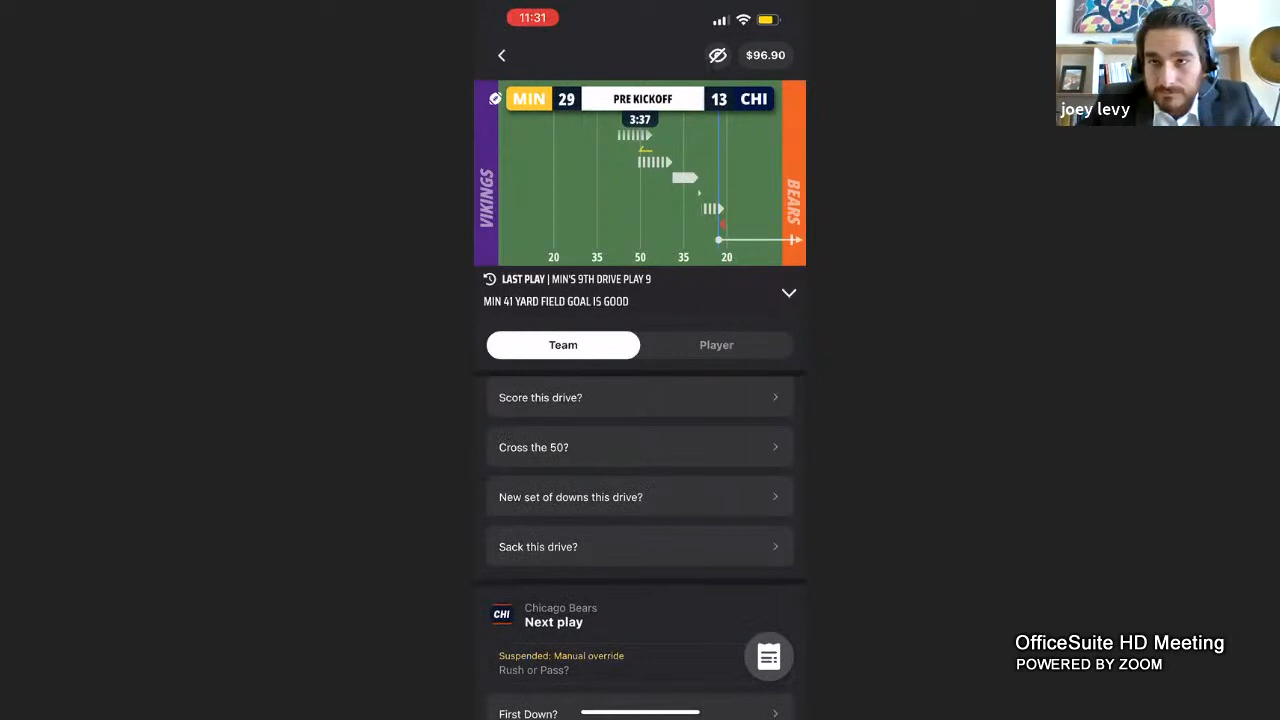 11:31
$96.90
MIN 29 PRE KICKOFF 13 CHI
3:37
VIKINGS
BEARS
20 35 50 35 20
LAST PLAY | MIN'S 9TH DRIVE PLAY 9
MIN 41 YARD FIELD GOAL IS GOOD
Team Player
Score this drive?
Cross the 50?
New set of downs this drive?
Sack this drive?
CHI
Chicago Bears
Next play
Suspended: Manual override
Rush or Pass?
First Down?
joey levy
OfficeSuite HD Meeting
POWERED BY ZOOM